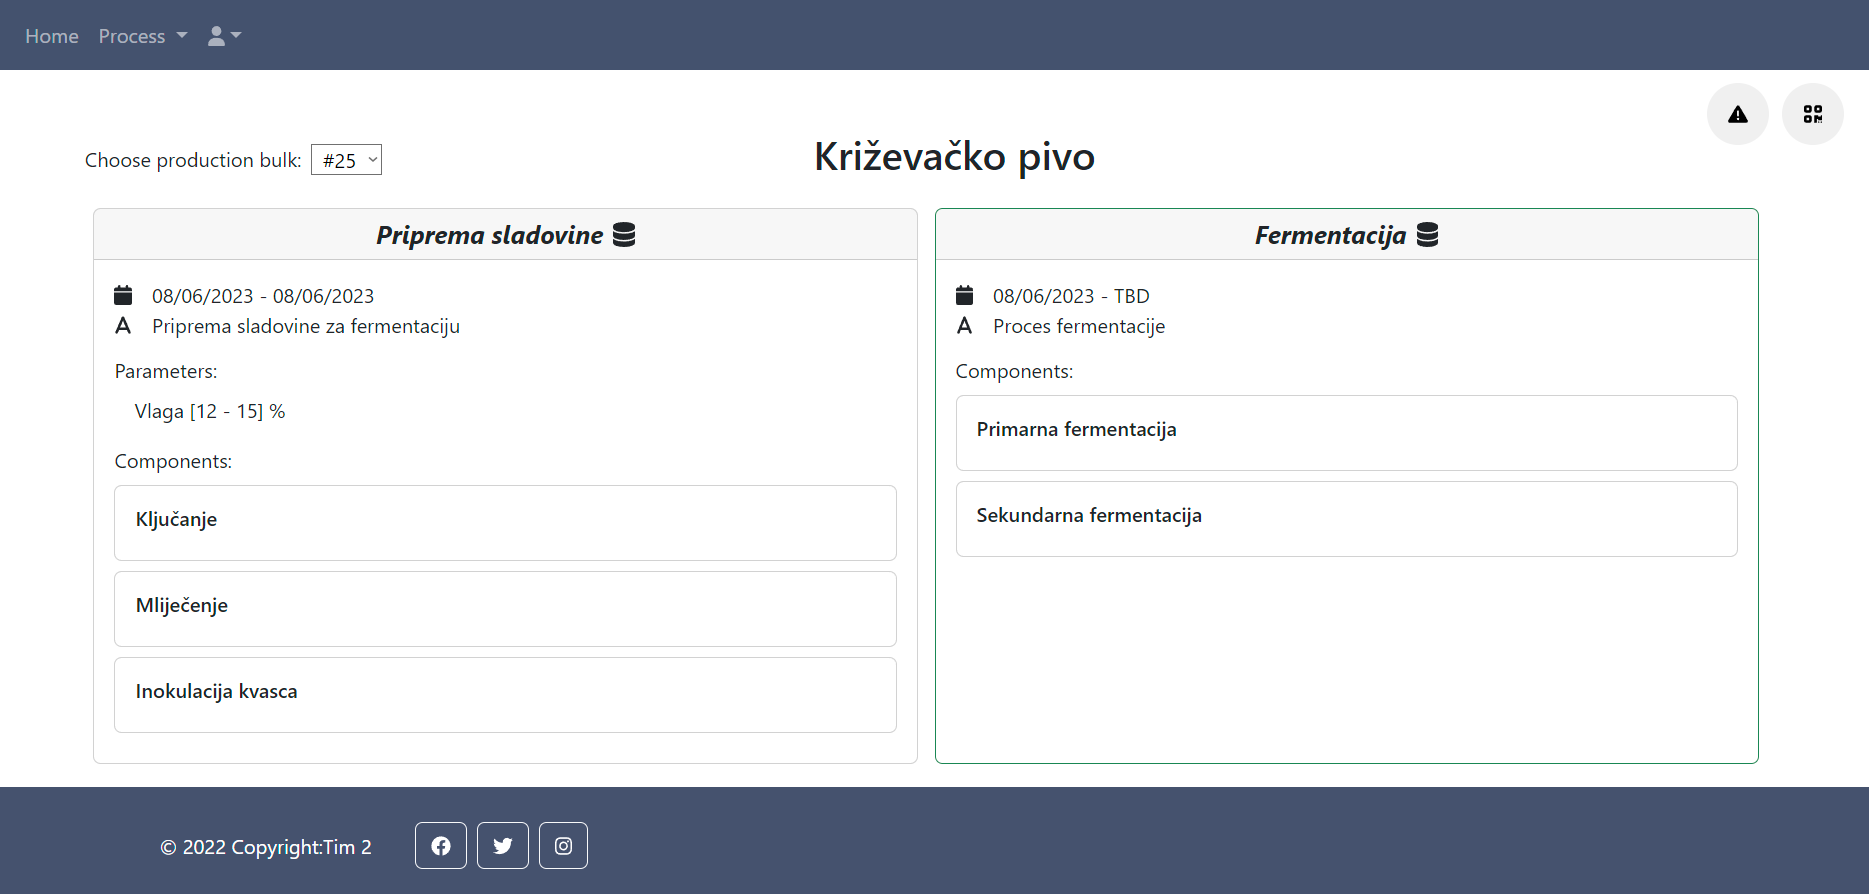 Home Process
Choose production bulk: #25
Križevačko pivo
Priprema sladovine
08/06/2023 - 08/06/2023
Priprema sladovine za fermentaciju
Parameters:
Vlaga [12 - 15] %
Components:
Ključanje
Mliječenje
Inokulacija kvasca
Fermentacija
08/06/2023 - TBD
Proces fermentacije
Components:
Primarna fermentacija
Sekundarna fermentacija
© 2022 Copyright:Tim 2